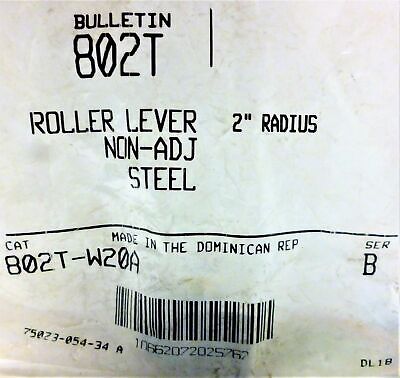 BULLETIN
802T
ROLLER LEVER 2" RADIUS
NON-ADJ
STEEL
MADE IN THE DOMINICAN REP
CAT SER
802T-W20A B
75023-054-34 A
10662072025767
DL18